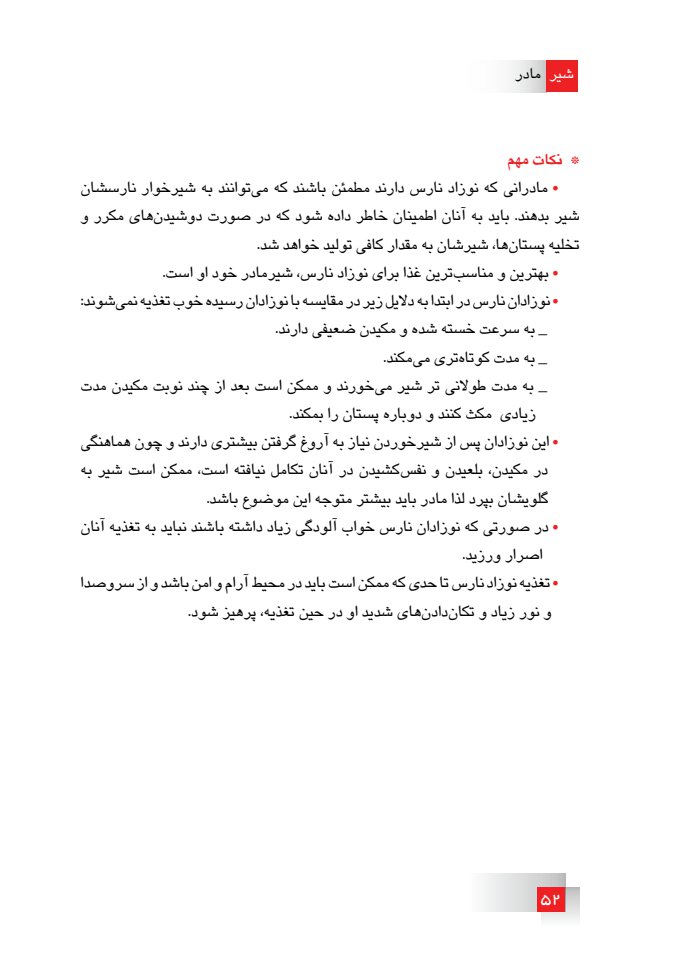 شیر مادر
❊ نکات مهم
• مادرانی که نوزاد نارس دارند مطمئن باشند که می‌توانند به شیرخوار نارسشان
شیر بدهند. باید به آنان اطمینان خاطر داده شود که در صورت دوشیدن‌های مکرر و
تخلیه پستان‌ها، شیرشان به مقدار کافی تولید خواهد شد.
• بهترین و مناسب‌ترین غذا برای نوزاد نارس، شیرمادر خود او است.
• نوزادان نارس در ابتدا به دلایل زیر در مقایسه با نوزادان رسیده خوب تغذیه نمی‌شوند:
_ به سرعت خسته شده و مکیدن ضعیفی دارند.
_ به مدت کوتاه‌تری می‌مکند.
_ به مدت طولانی تر شیر می‌خورند و ممکن است بعد از چند نوبت مکیدن مدت
زیادی مکث کنند و دوباره پستان را بمکند.
• این نوزادان پس از شیرخوردن نیاز به آروغ گرفتن بیشتری دارند و چون هماهنگی
در مکیدن، بلعیدن و نفس‌کشیدن در آنان تکامل نیافته است، ممکن است شیر به
گلویشان بپرد لذا مادر باید بیشتر متوجه این موضوع باشد.
• در صورتی که نوزادان نارس خواب آلودگی زیاد داشته باشند نباید به تغذیه آنان
اصرار ورزید.
• تغذیه نوزاد نارس تا حدی که ممکن است باید در محیط آرام و امن باشد و از سروصدا
و نور زیاد و تکان‌دادن‌های شدید او در حین تغذیه، پرهیز شود.
۵۲